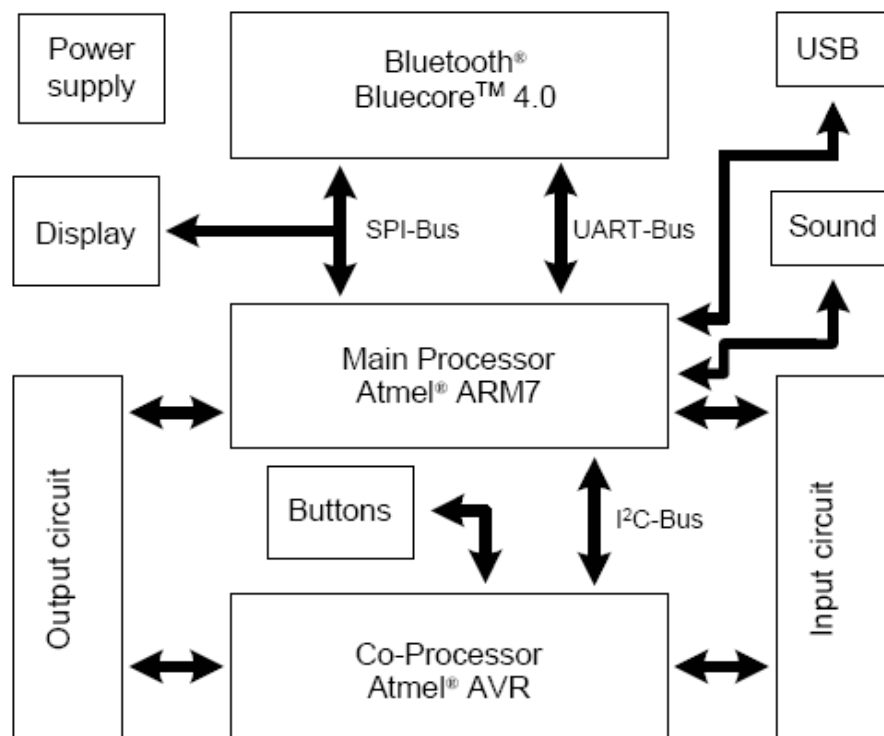 Power
supply
Bluetooth®
Bluecore™ 4.0
USB
Display
SPI-Bus
UART-Bus
Sound
Main Processor
Atmel® ARM7
Output circuit
Buttons
I²C-Bus
Input circuit
Co-Processor
Atmel® AVR